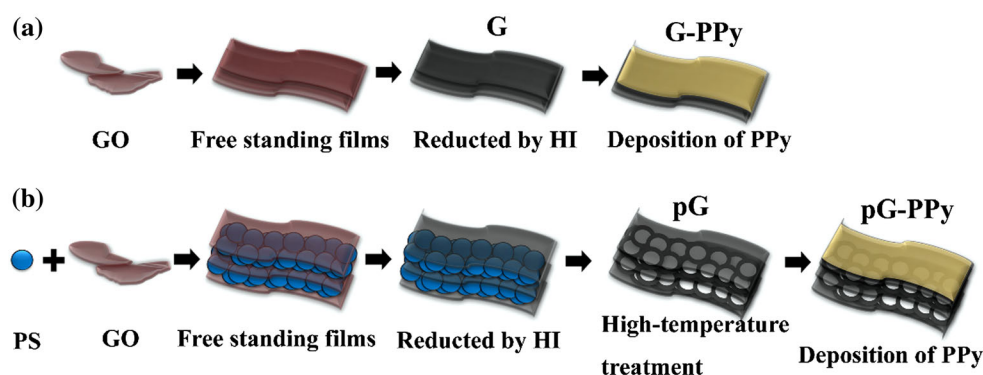 (a)
G
G-PPy
GO
Free standing films
Reducted by HI
Deposition of PPy
(b)
pG
pG-PPy
PS
GO
Free standing films
Reducted by HI
High-temperature
treatment
Deposition of PPy